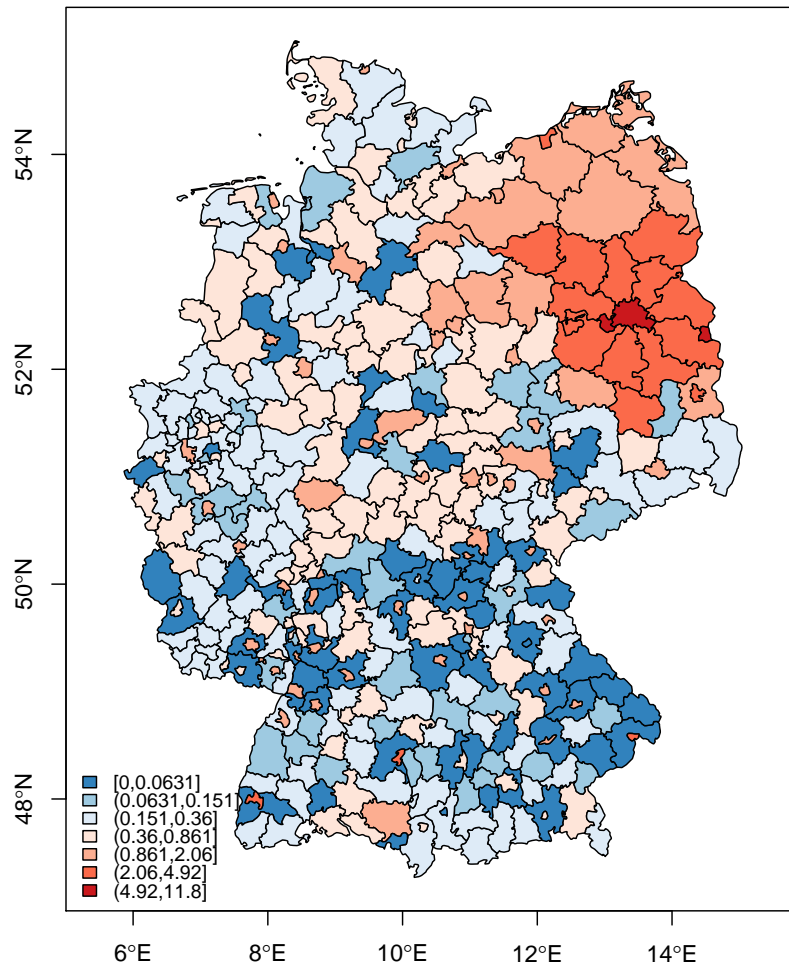 54°N
52°N
50°N
48°N
[0,0.0631]
(0.0631,0.151]
(0.151,0.36]
(0.36,0.861]
(0.861,2.06]
(2.06,4.92]
(4.92,11.8]
6°E 8°E 10°E 12°E 14°E